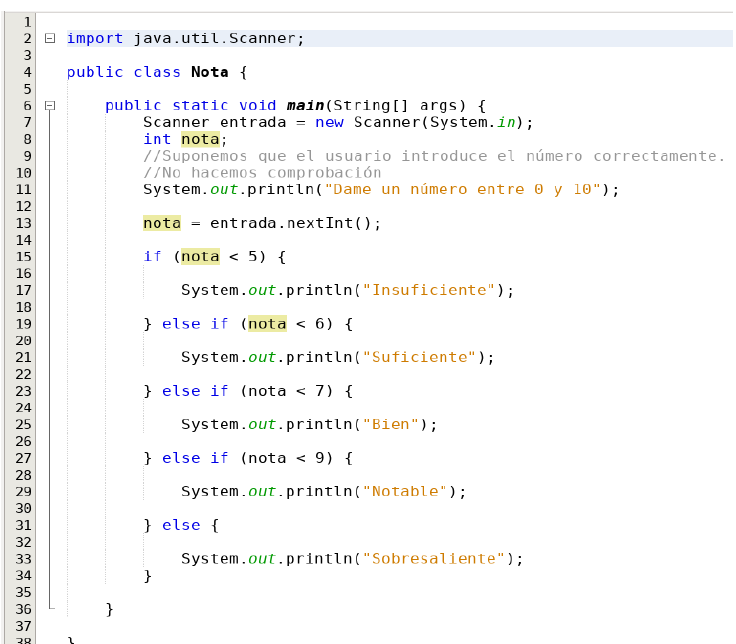 1
2 import java.util.Scanner;
3
4 public class Nota {
5
6     public static void main(String[] args) {
7         Scanner entrada = new Scanner(System.in);
8         int nota;
9         //Suponemos que el usuario introduce el número correctamente.
10         //No hacemos comprobación
11         System.out.println("Dame un número entre 0 y 10");
12
13         nota = entrada.nextInt();
14
15         if (nota < 5) {
16
17             System.out.println("Insuficiente");
18
19         } else if (nota < 6) {
20
21             System.out.println("Suficiente");
22
23         } else if (nota < 7) {
24
25             System.out.println("Bien");
26
27         } else if (nota < 9) {
28
29             System.out.println("Notable");
30
31         } else {
32
33             System.out.println("Sobresaliente");
34         }
35
36     }
37
38 }